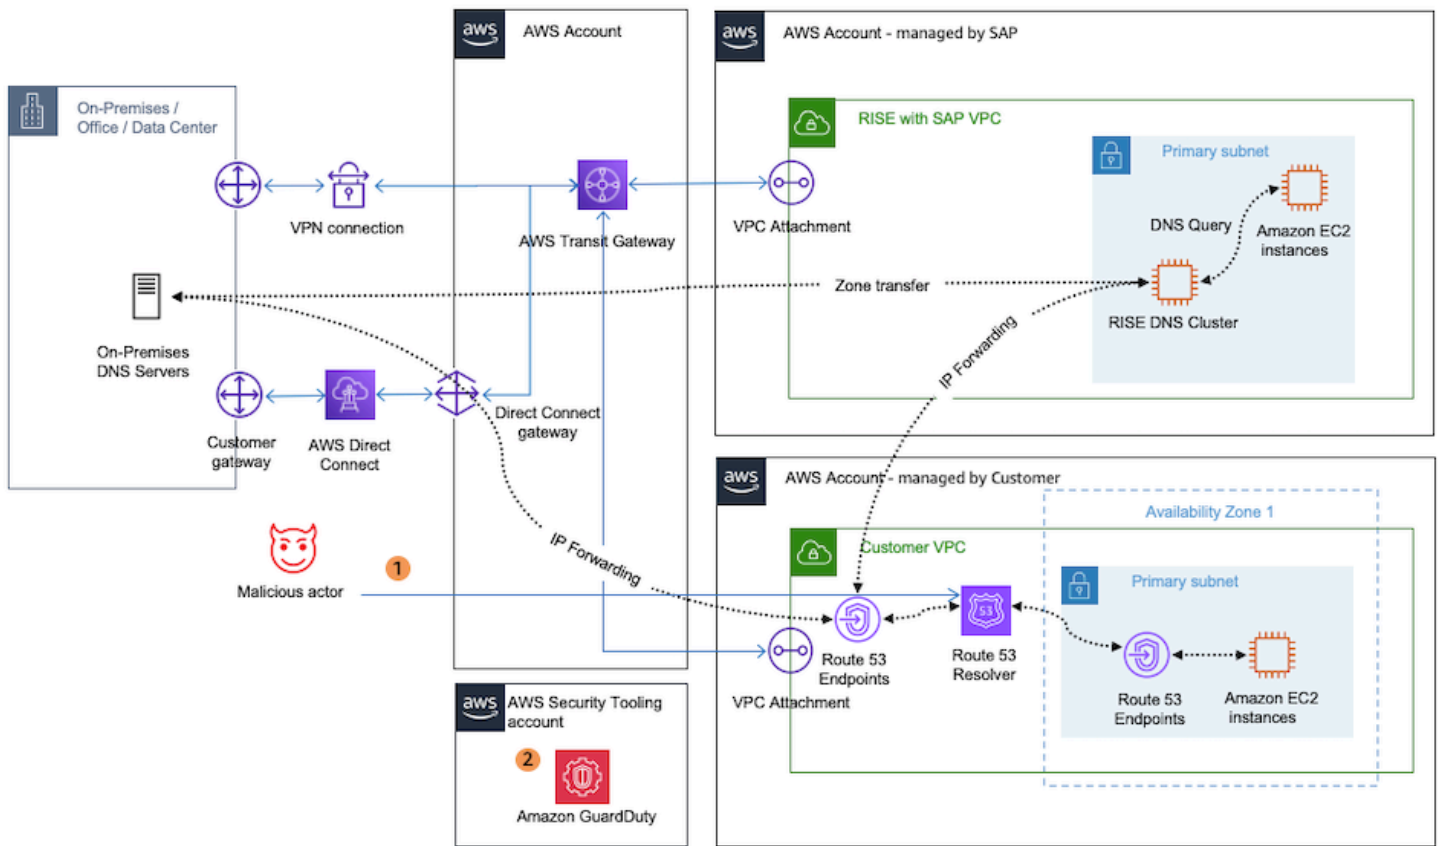 aws
AWS Account
aws
AWS Account - managed by SAP
On-Premises /
Office / Data Center
RISE with SAP VPC
Primary subnet
VPN connection
AWS Transit Gateway
VPC Attachment
DNS Query
Amazon EC2
instances
Zone transfer
RISE DNS Cluster
On-Premises
DNS Servers
IP Forwarding
Direct Connect
gateway
Customer
gateway
AWS Direct
Connect
aws
AWS Account - managed by Customer
Availability Zone 1
Customer VPC
IP Forwarding
Primary subnet
1
Malicious actor
53
Route 53
Endpoints
Route 53
Resolver
VPC Attachment
Route 53
Endpoints
Amazon EC2
instances
aws
AWS Security Tooling
account
2
Amazon GuardDuty